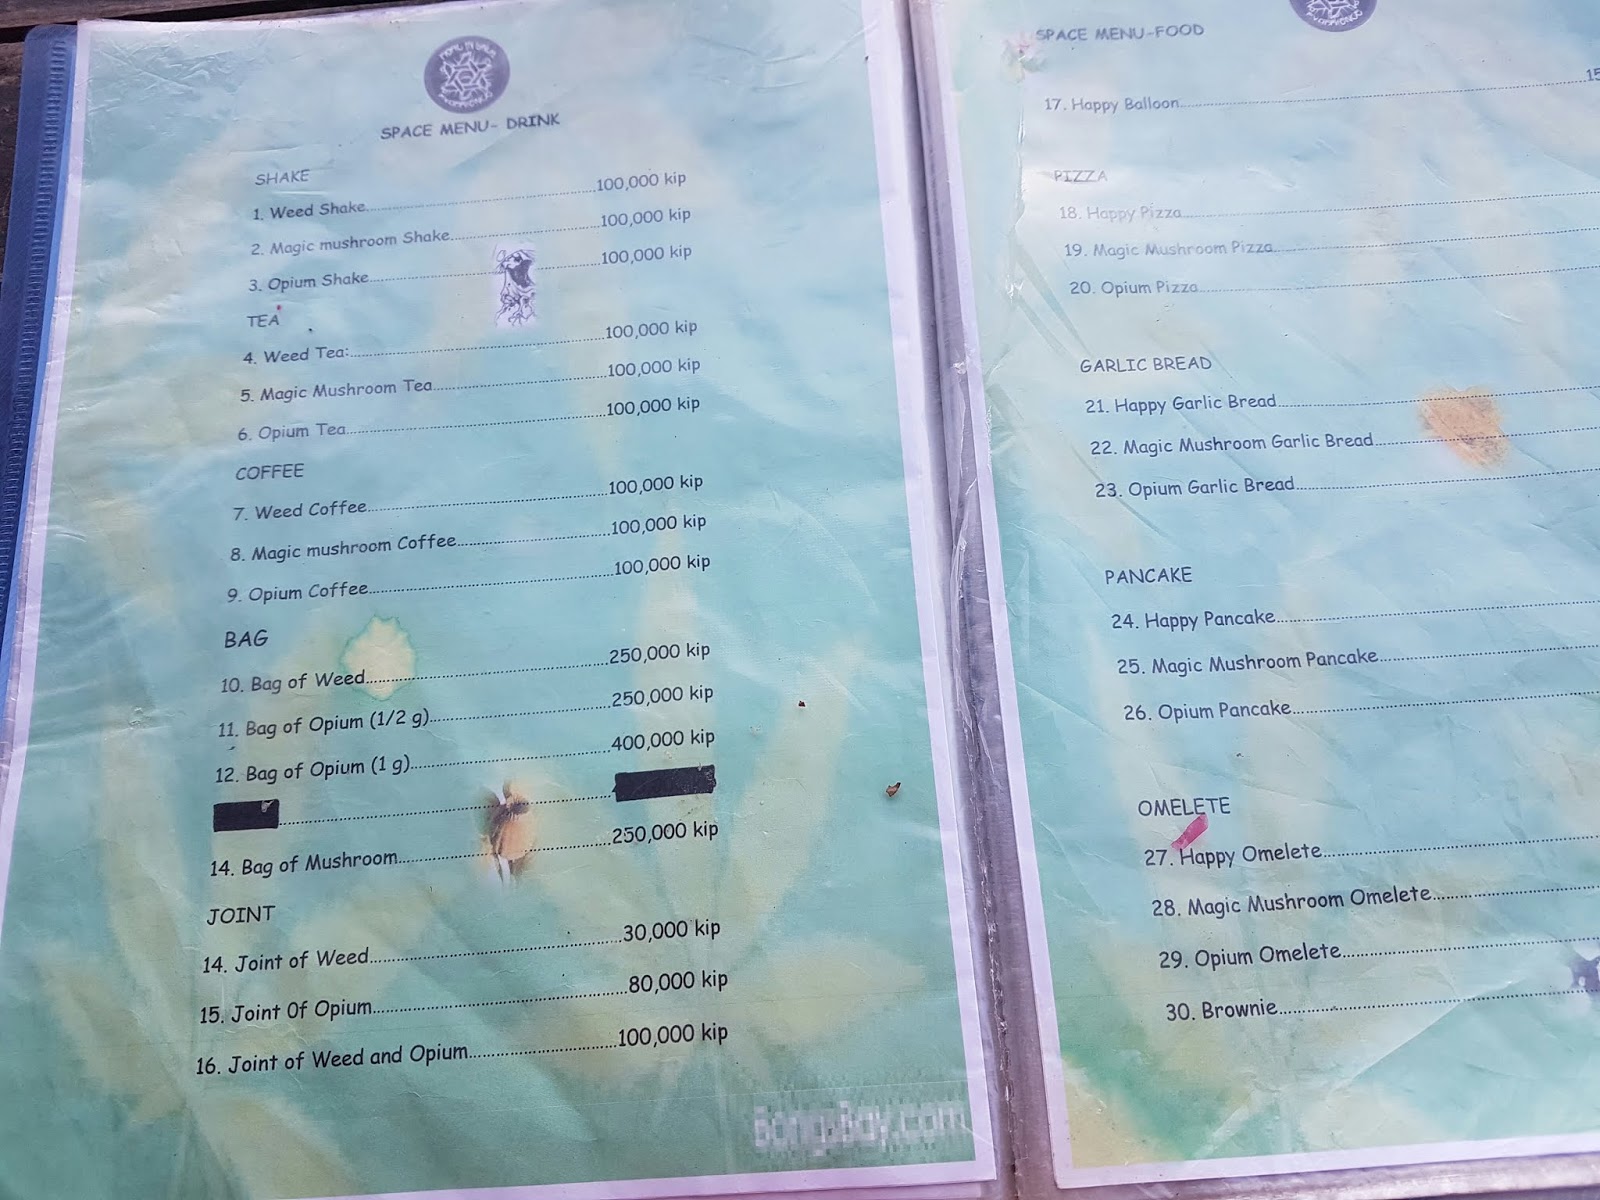 SPACE MENU- DRINK
SHAKE
1. Weed Shake 100,000 kip
2. Magic mushroom Shake 100,000 kip
3. Opium Shake 100,000 kip
TEA
4. Weed Tea: 100,000 kip
5. Magic Mushroom Tea 100,000 kip
6. Opium Tea 100,000 kip
COFFEE
7. Weed Coffee 100,000 kip
8. Magic mushroom Coffee 100,000 kip
9. Opium Coffee 100,000 kip
BAG
10. Bag of Weed 250,000 kip
11. Bag of Opium (1/2 g) 250,000 kip
12. Bag of Opium (1 g) 400,000 kip
14. Bag of Mushroom 250,000 kip
JOINT
14. Joint of Weed 30,000 kip
15. Joint Of Opium 80,000 kip
16. Joint of Weed and Opium 100,000 kip
SPACE MENU-FOOD
17. Happy Balloon 15
PIZZA
18. Happy Pizza
19. Magic Mushroom Pizza
20. Opium Pizza
GARLIC BREAD
21. Happy Garlic Bread
22. Magic Mushroom Garlic Bread
23. Opium Garlic Bread
PANCAKE
24. Happy Pancake
25. Magic Mushroom Pancake
26. Opium Pancake
OMELETE
27. Happy Omelete
28. Magic Mushroom Omelete
29. Opium Omelete
30. Brownie